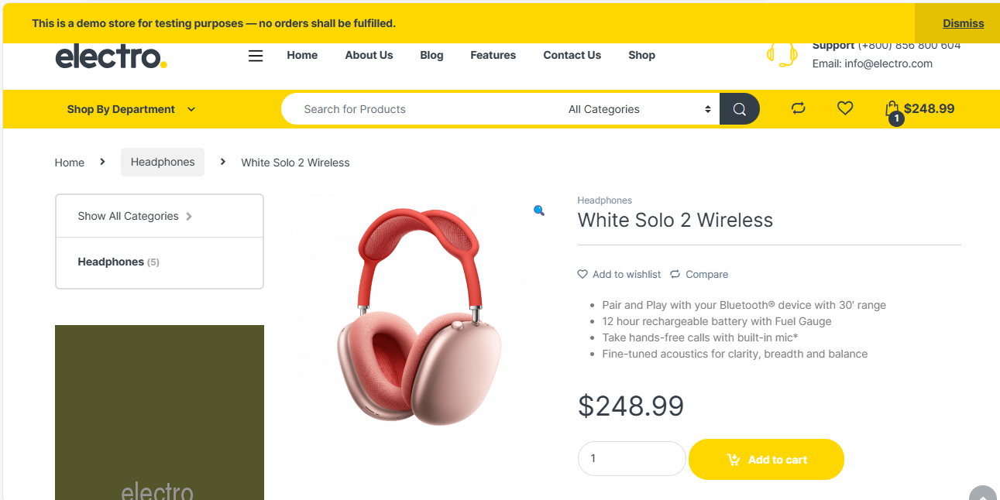 This is a demo store for testing purposes — no orders shall be fulfilled. Dismiss
electro.
Home About Us Blog Features Contact Us Shop
Support (+800) 856 800 604
Email: info@electro.com
Shop By Department
Search for Products
All Categories
1
$248.99
Home
Headphones
White Solo 2 Wireless
Show All Categories
Headphones (5)
electro
Headphones
White Solo 2 Wireless
Add to wishlist Compare
Pair and Play with your Bluetooth® device with 30’ range
12 hour rechargeable battery with Fuel Gauge
Take hands-free calls with built-in mic*
Fine-tuned acoustics for clarity, breadth and balance
$248.99
1
Add to cart